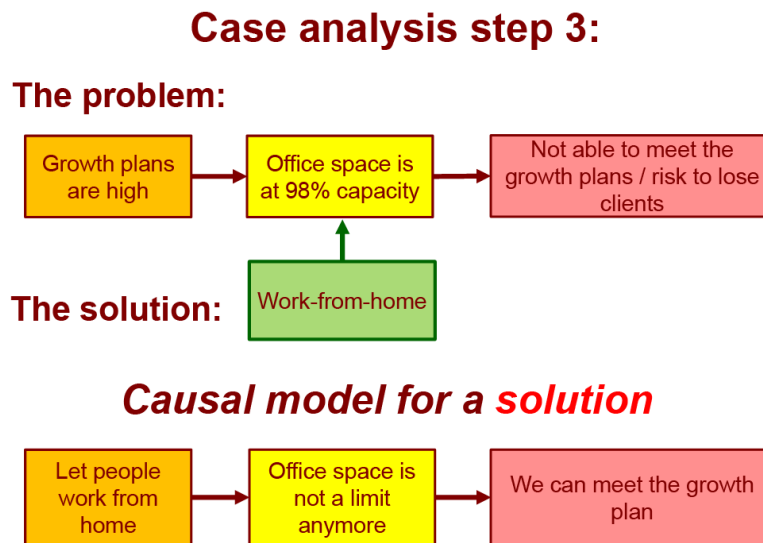 Case analysis step 3:
The problem:
Growth plans
are high
Office space is
at 98% capacity
Not able to meet the
growth plans / risk to lose
clients
Work-from-home
The solution:
Causal model for a solution
Let people
work from
home
Office space is
not a limit
anymore
We can meet the growth
plan